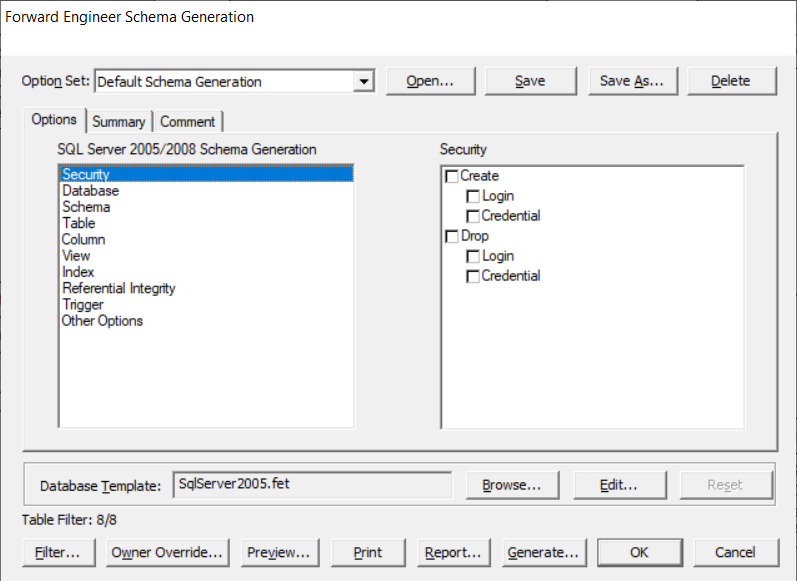 Forward Engineer Schema Generation
Option Set: Default Schema Generation Open... Save Save As... Delete
Options Summary Comment
SQL Server 2005/2008 Schema Generation
Security
Database
Schema
Table
Column
View
Index
Referential Integrity
Trigger
Other Options
Security
Create
Login
Credential
Drop
Login
Credential
Database Template: SqlServer2005.fet Browse... Edit... Reset
Table Filter: 8/8
Filter... Owner Override... Preview... Print Report... Generate... OK Cancel